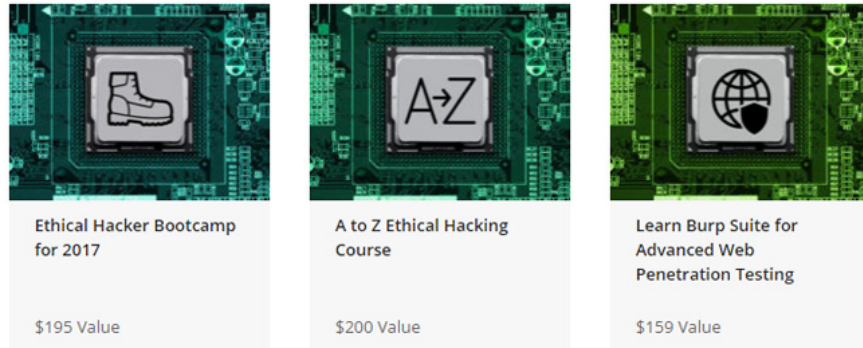 A→Z
Ethical Hacker Bootcamp
for 2017
$195 Value
A to Z Ethical Hacking
Course
$200 Value
Learn Burp Suite for
Advanced Web
Penetration Testing
$159 Value